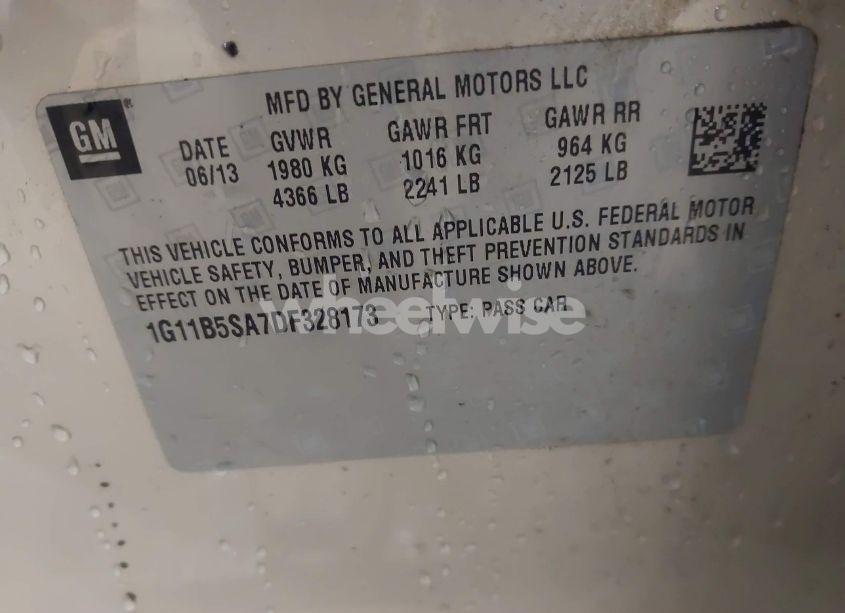 GM
MFD BY GENERAL MOTORS LLC
DATE GVWR GAWR FRT GAWR RR
06/13 1980 KG 1016 KG 964 KG
4366 LB 2241 LB 2125 LB
THIS VEHICLE CONFORMS TO ALL APPLICABLE U.S. FEDERAL MOTOR
VEHICLE SAFETY, BUMPER, AND THEFT PREVENTION STANDARDS IN
EFFECT ON THE DATE OF MANUFACTURE SHOWN ABOVE.
1G11B5SA7DF328173 TYPE: PASS CAR
wheelwise